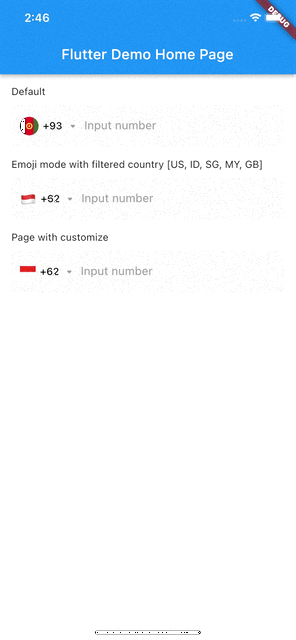 2:46
DEBUG
Flutter Demo Home Page
Default
+93 Input number
Emoji mode with filtered country [US, ID, SG, MY, GB]
+62 Input number
Page with customize
+62 Input number